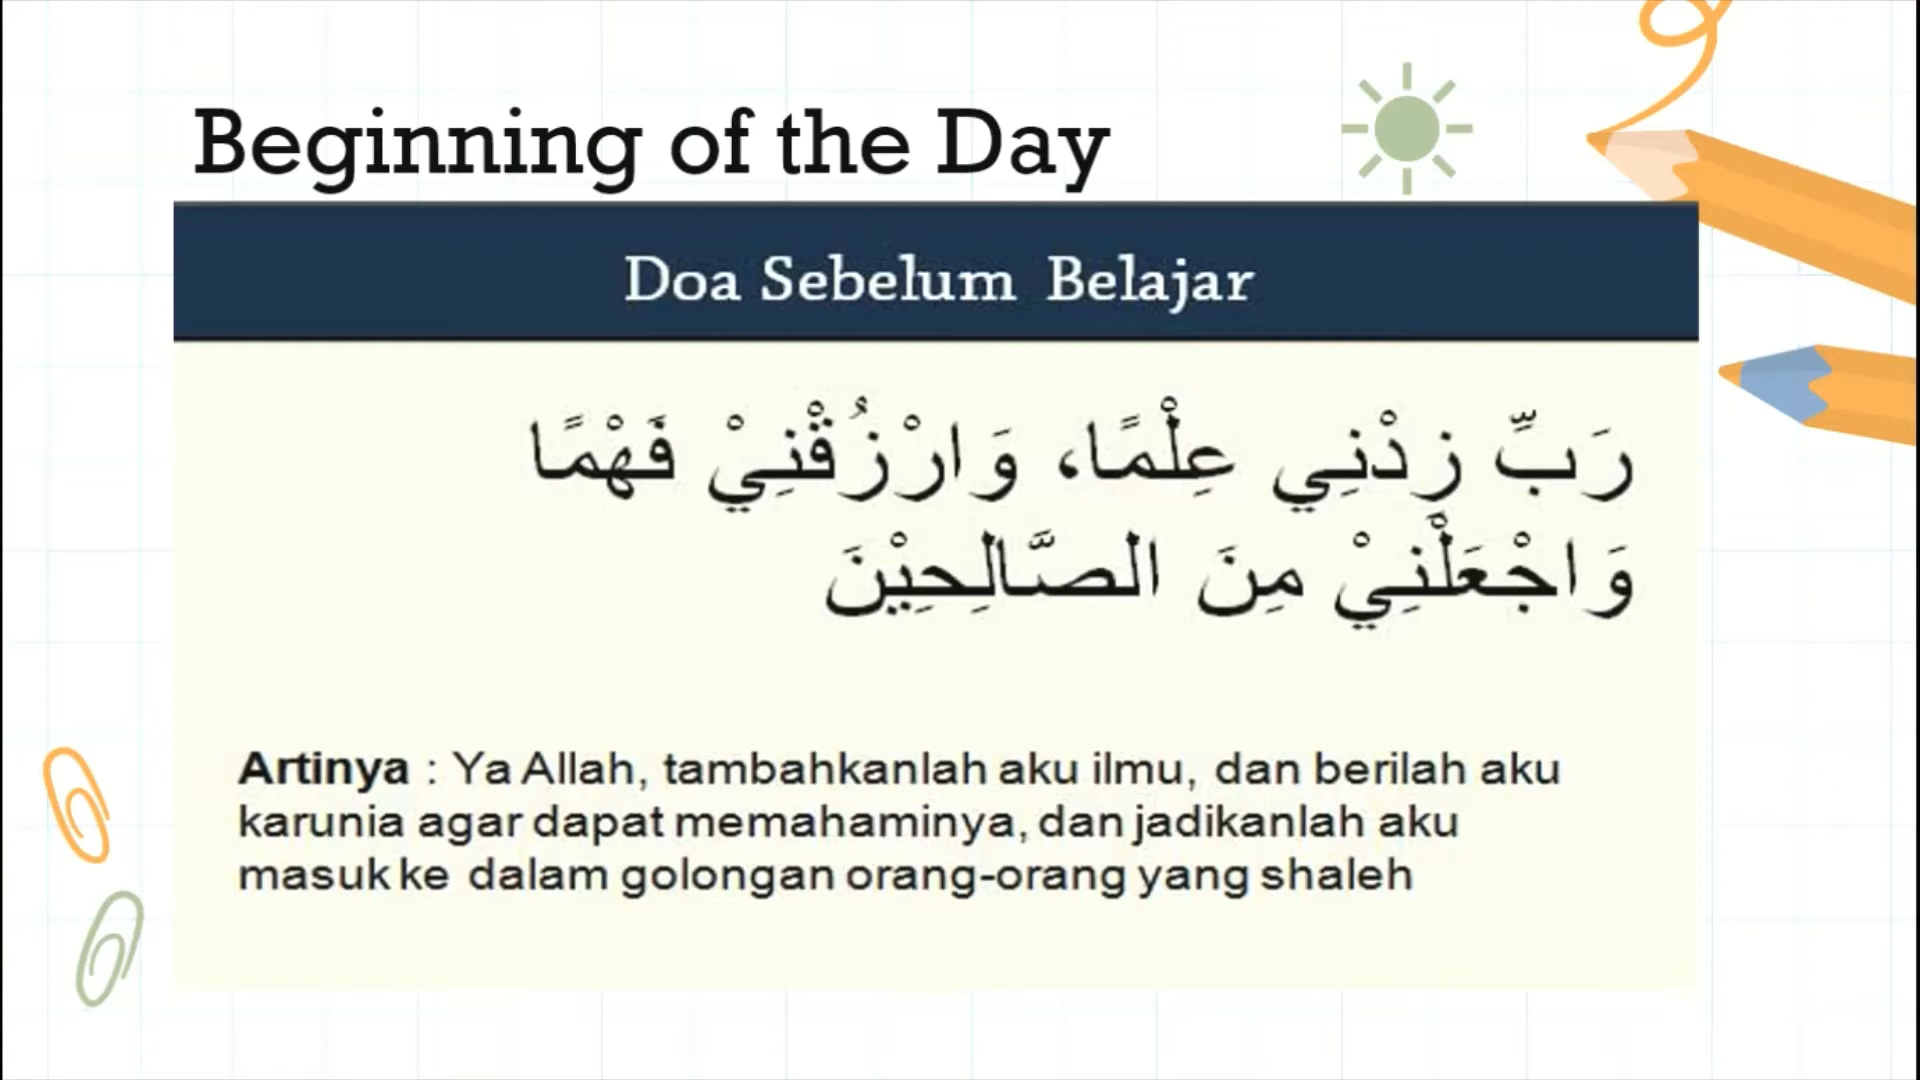 Beginning of the Day
Doa Sebelum Belajar
رَبِّ زِدْنِي عِلْمًا، وَارْزُقْنِيْ فَهْمًا
وَاجْعَلْنِيْ مِنَ الصَّالِحِيْنَ
Artinya : Ya Allah, tambahkanlah aku ilmu, dan berilah aku
karunia agar dapat memahaminya, dan jadikanlah aku
masuk ke dalam golongan orang-orang yang shaleh